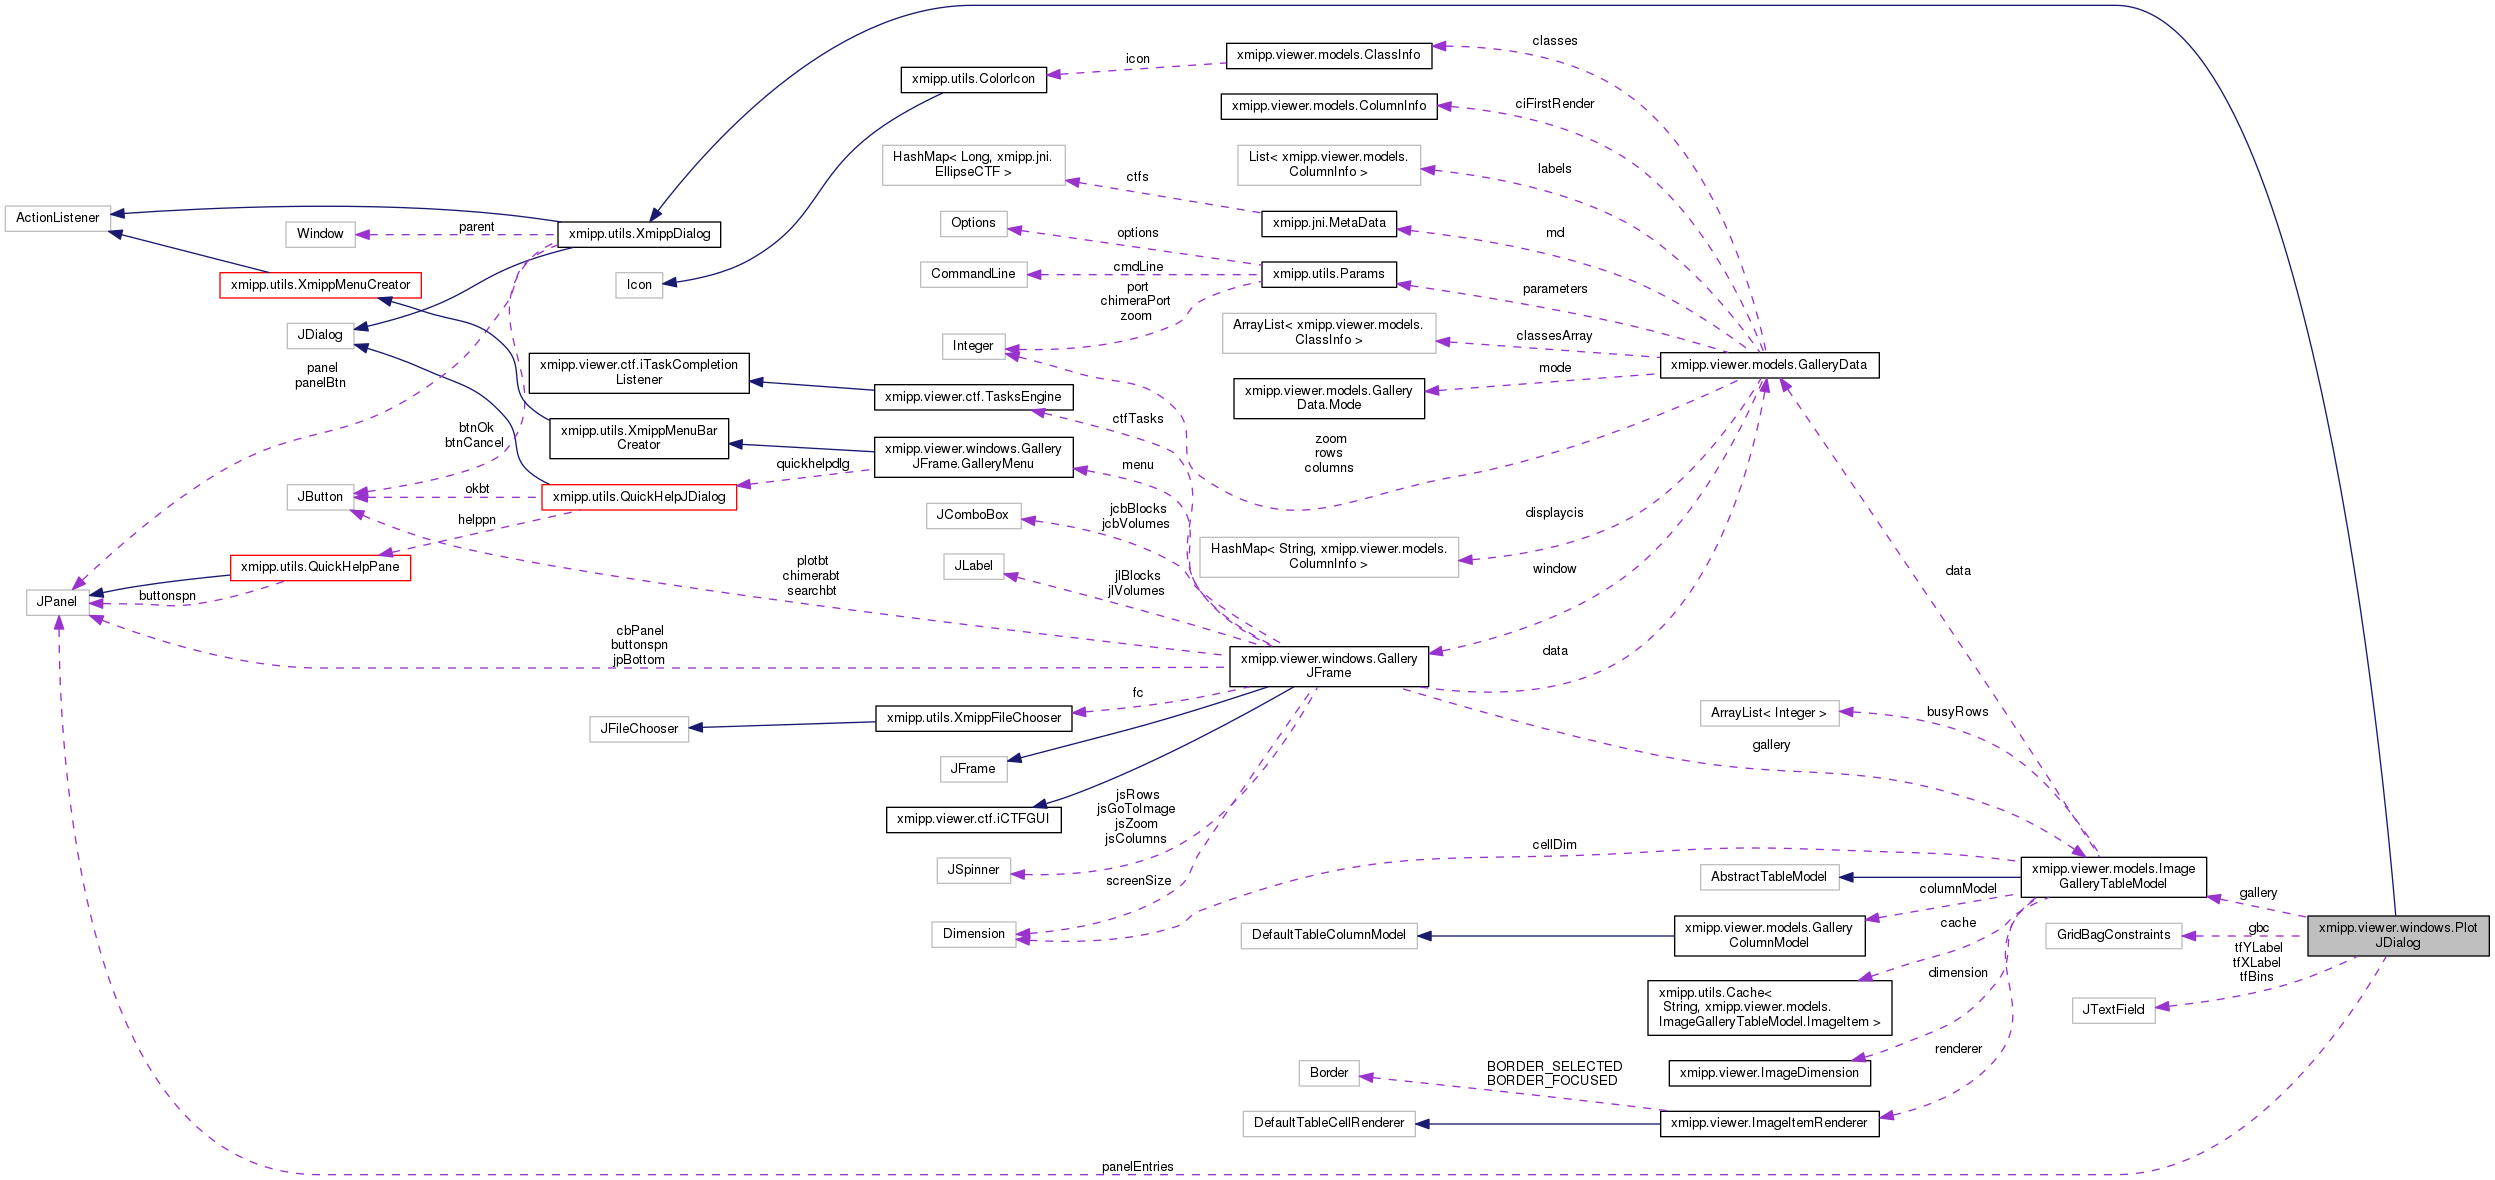 classes
xmipp.viewer.models.ClassInfo
icon
xmipp.utils.ColorIcon
ciFirstRender
xmipp.viewer.models.ColumnInfo
HashMap< Long, xmipp.jni.
EllipseCTF >
List< xmipp.viewer.models.
ColumnInfo >
labels
ctfs
ActionListener
Window
parent
xmipp.utils.XmippDialog
Options
options
xmipp.jni.MetaData
md
xmipp.utils.XmippMenuCreator
Icon
CommandLine
cmdLine
xmipp.utils.Params
parameters
port
chimeraPort
zoom
JDialog
Integer
ArrayList< xmipp.viewer.models.
ClassInfo >
classesArray
xmipp.viewer.models.GalleryData
panel
panelBtn
xmipp.viewer.ctf.iTaskCompletion
Listener
xmipp.viewer.ctf.TasksEngine
xmipp.viewer.models.Gallery
Data.Mode
mode
ctfTasks
btnOk
btnCancel
xmipp.utils.XmippMenuBar
Creator
xmipp.viewer.windows.Gallery
JFrame.GalleryMenu
quickhelpdlg
menu
zoom
rows
columns
JButton
okbt
xmipp.utils.QuickHelpJDialog
helppn
JComboBox
jcbBlocks
jcbVolumes
displaycis
HashMap< String, xmipp.viewer.models.
ColumnInfo >
xmipp.utils.QuickHelpPane
plotbt
chimerabt
searchbt
JLabel
jlBlocks
jlVolumes
window
data
JPanel
buttonspn
cbPanel
buttonspn
jpBottom
xmipp.viewer.windows.Gallery
JFrame
data
fc
JFileChooser
xmipp.utils.XmippFileChooser
ArrayList< Integer >
busyRows
gallery
JFrame
xmipp.viewer.ctf.iCTFGUI
jsRows
jsGoToImage
jsZoom
jsColumns
JSpinner
screenSize
cellDim
AbstractTableModel
xmipp.viewer.models.Image
GalleryTableModel
columnModel
gallery
Dimension
DefaultTableColumnModel
xmipp.viewer.models.Gallery
ColumnModel
cache
GridBagConstraints
gbc
xmipp.viewer.windows.Plot
JDialog
tfYLabel
tfXLabel
tfBins
dimension
xmipp.utils.Cache<
String, xmipp.viewer.models.
ImageGalleryTableModel.ImageItem >
JTextField
renderer
Border
BORDER_SELECTED
BORDER_FOCUSED
xmipp.viewer.ImageDimension
DefaultTableCellRenderer
xmipp.viewer.ImageItemRenderer
panelEntries